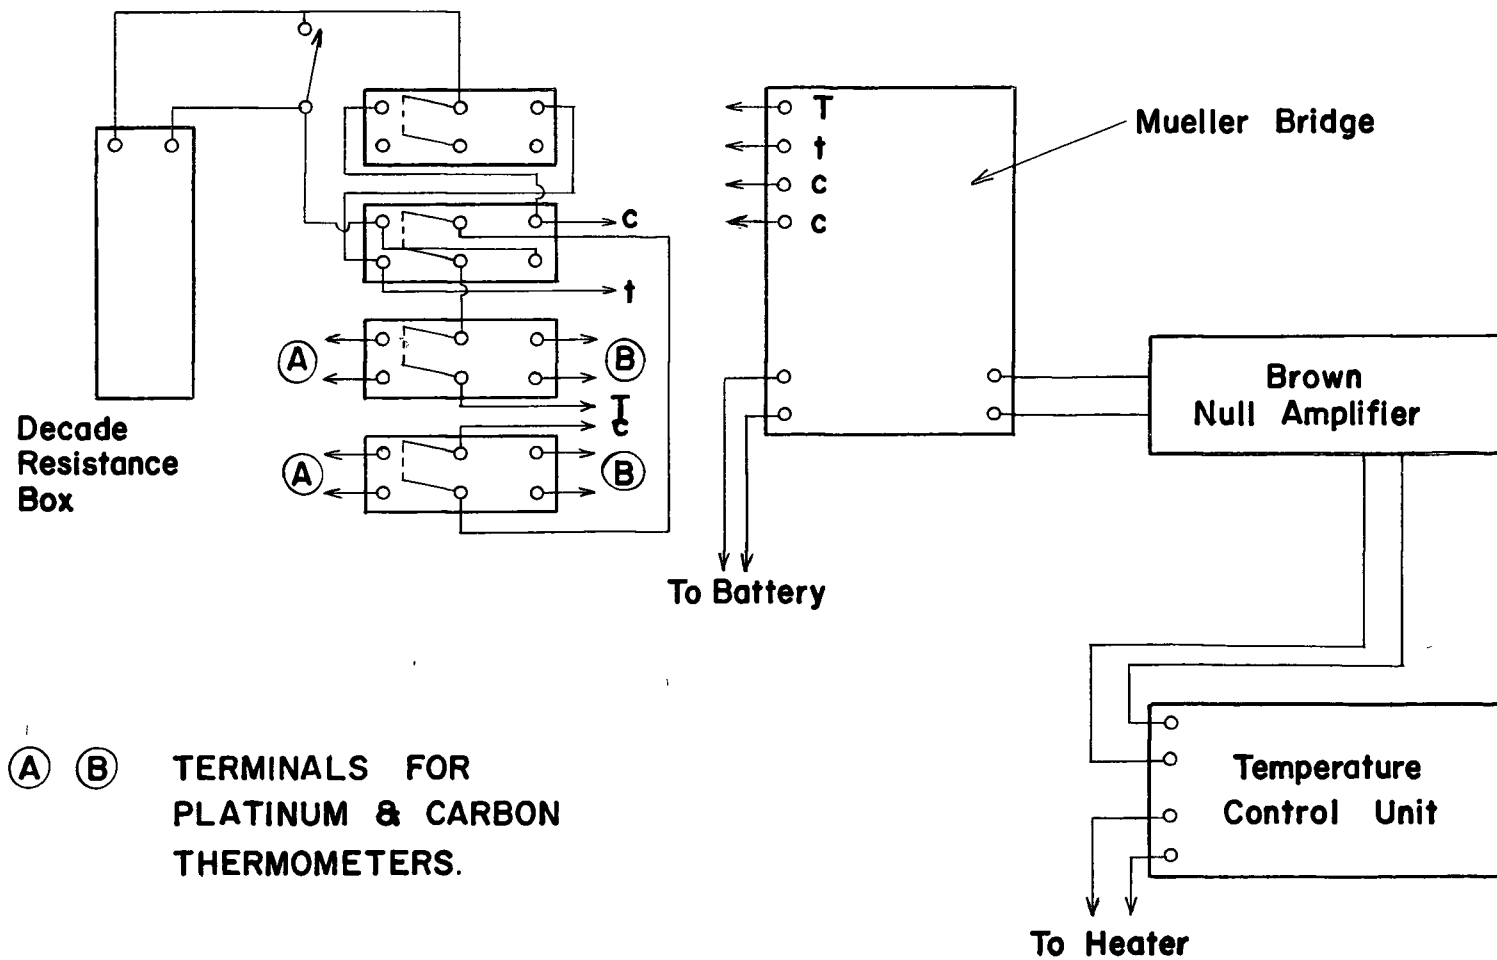 Decade
Resistance
Box
c
t
A
B
T
c
A
B
T
t
C
C
Mueller Bridge
To Battery
Brown
Null Amplifier
Temperature
Control Unit
To Heater
A B TERMINALS FOR
PLATINUM & CARBON
THERMOMETERS.